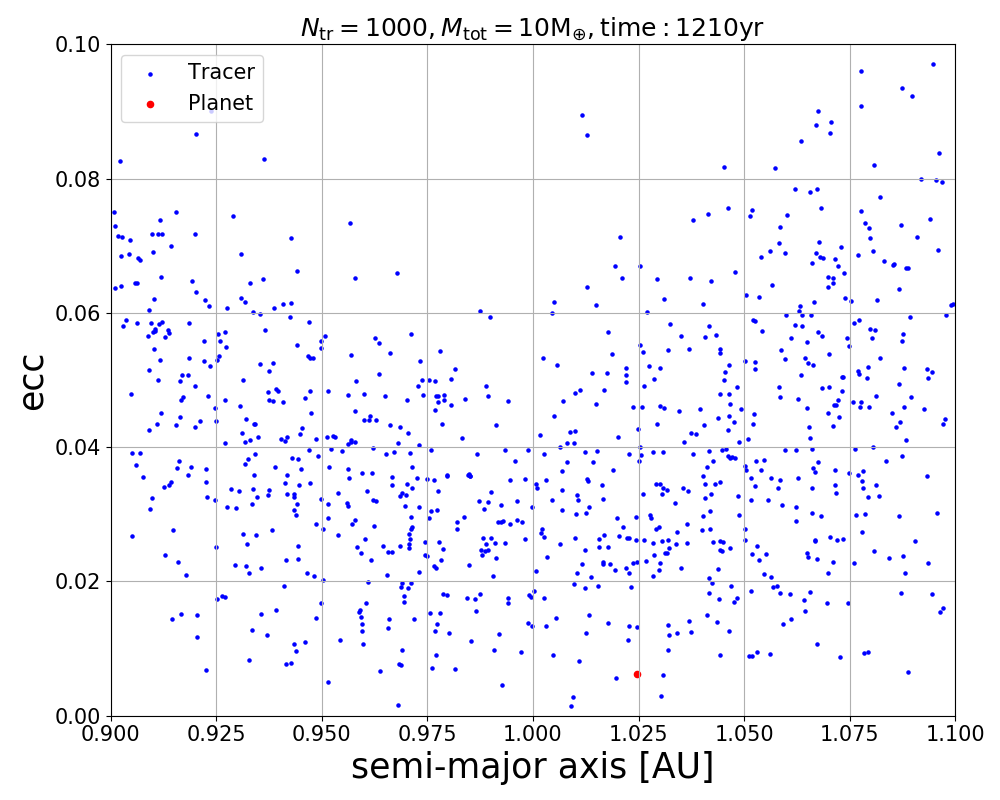 N_tr = 1000, M_tot = 10M_⊕, time : 1210yr
Tracer
Planet
0.10
0.08
0.06
0.04
0.02
0.00
ecc
0.900 0.925 0.950 0.975 1.000 1.025 1.050 1.075 1.100
semi-major axis [AU]